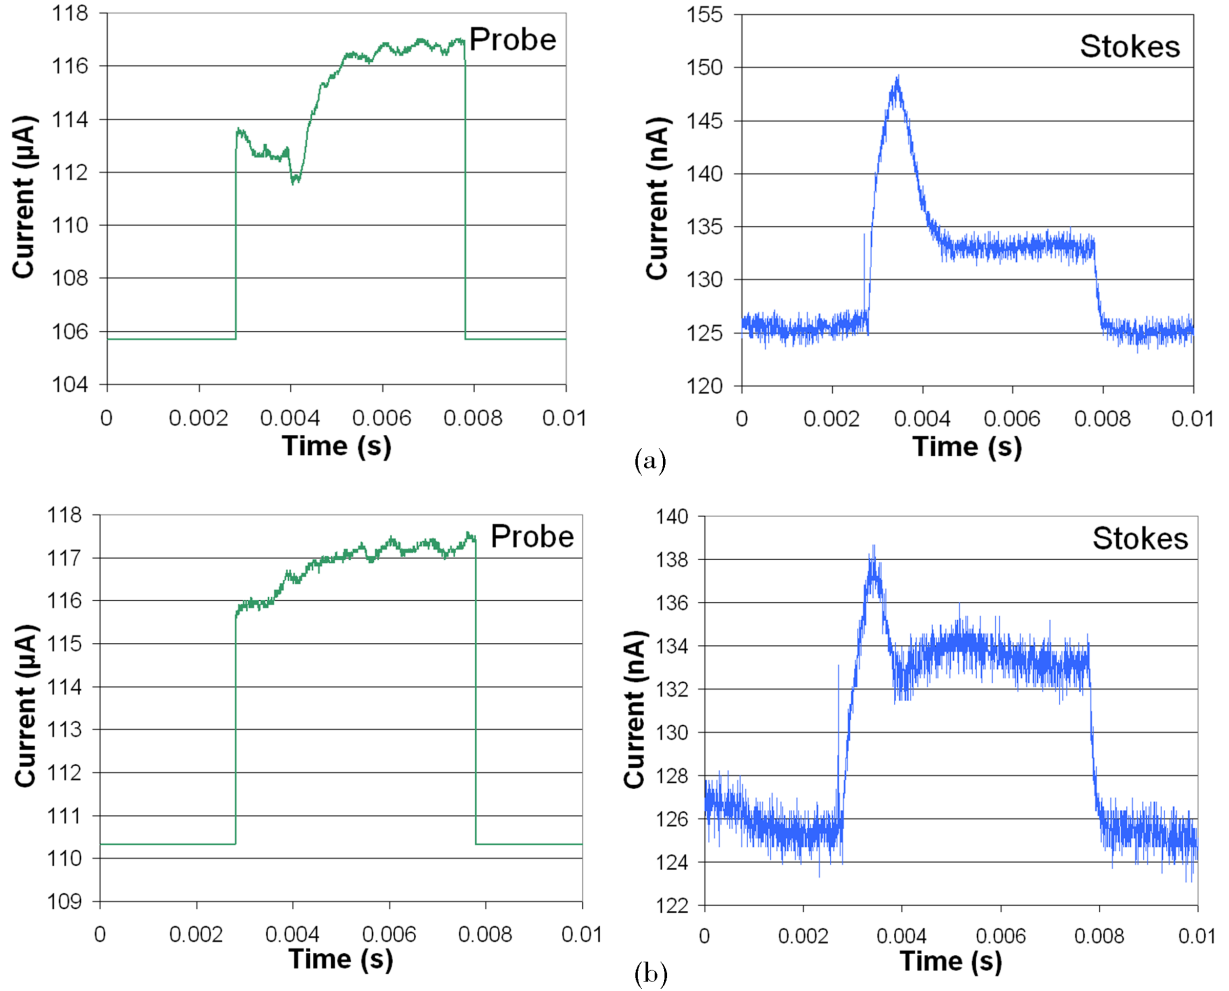 118
116
114
112
110
108
106
104
Current (µA)
Probe
0 0.002 0.004 0.006 0.008 0.01
Time (s)
155
150
145
140
135
130
125
120
Current (nA)
Stokes
0 0.002 0.004 0.006 0.008 0.01
Time (s)
(a)
118
117
116
115
114
113
112
111
110
109
Current (µA)
Probe
0 0.002 0.004 0.006 0.008 0.01
Time (s)
140
138
136
134
132
130
128
126
124
122
Current (nA)
Stokes
0 0.002 0.004 0.006 0.008 0.01
Time (s)
(b)